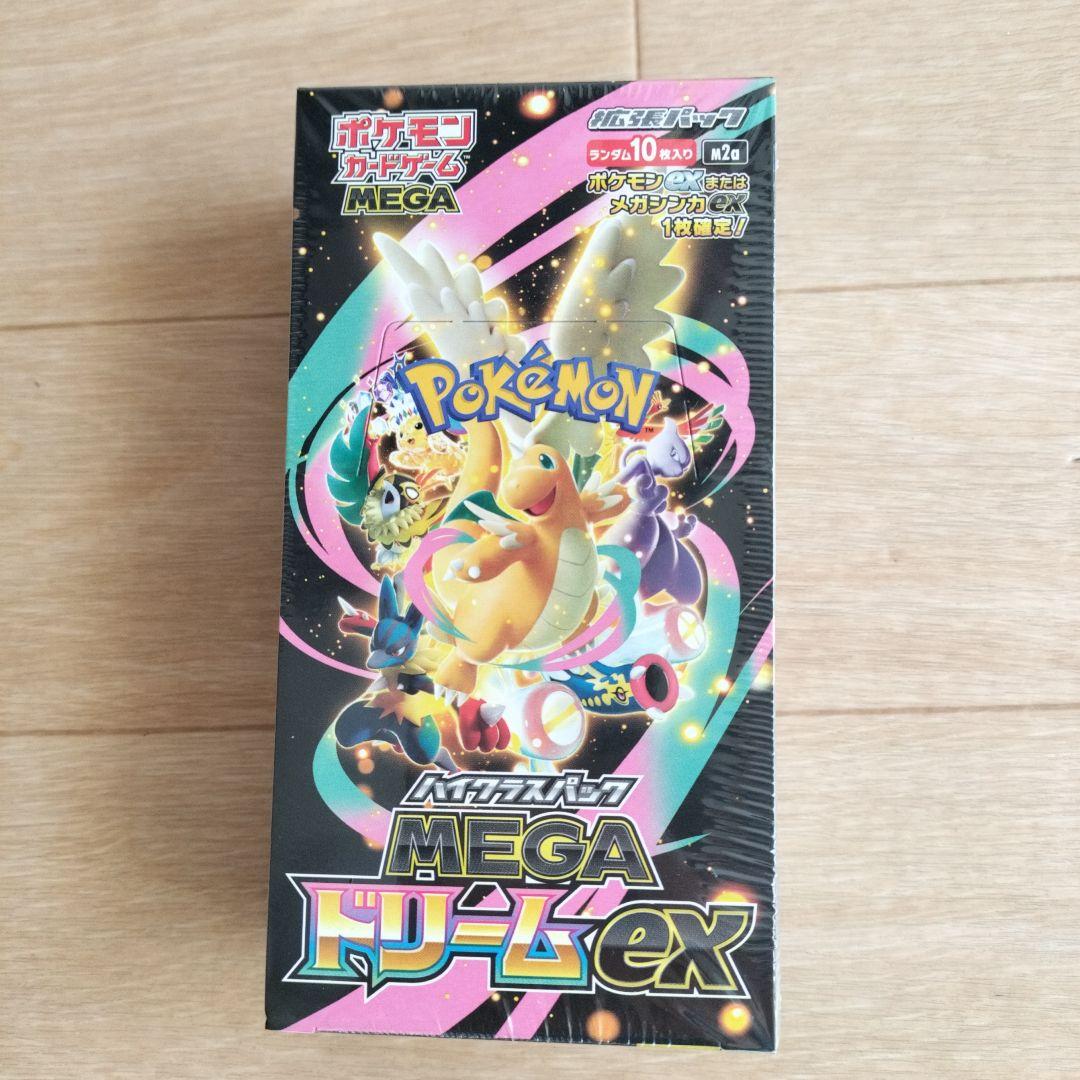 ポケモン
カードゲーム™
MEGA
拡張パック
ランダム10枚入り M2a
ポケモンexまたは
メガシンカex
1枚確定!
POKéMON
™
ハイクラスパック
MEGA
ドリームex